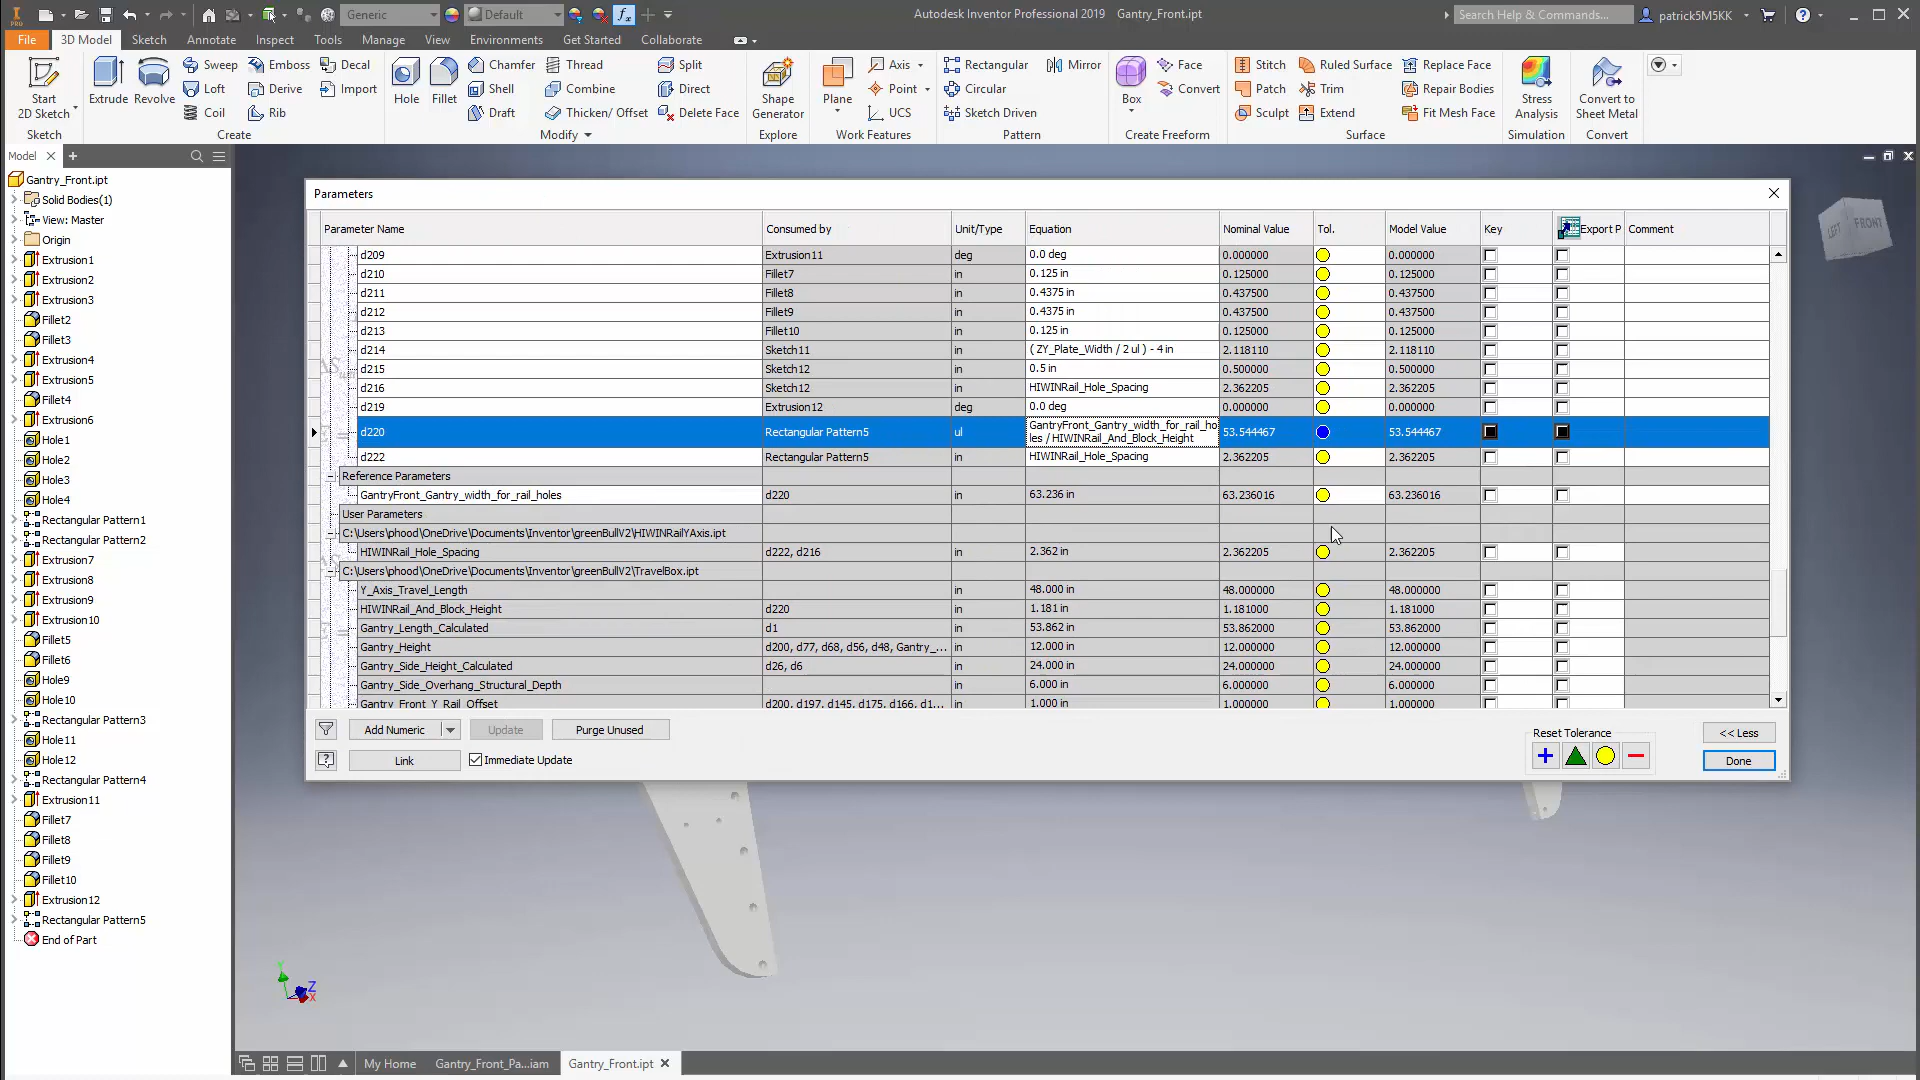 Generic
Default
Autodesk Inventor Professional 2019 Gantry_Front.ipt
Search Help & Commands...
patrick5M5KK
File 3D Model Sketch Annotate Inspect Tools Manage View Environments Get Started Collaborate
Start
2D Sketch
Sketch
Extrude
Revolve
Sweep
Loft
Coil
Emboss
Derive
Rib
Decal
Import
Create
Hole
Fillet
Chamfer
Shell
Draft
Thread
Combine
Thicken/ Offset
Split
Direct
Delete Face
Modify
Shape
Generator
Explore
Plane
Axis
Point
UCS
Work Features
Rectangular
Circular
Sketch Driven
Mirror
Pattern
Box
Face
Convert
Create Freeform
Stitch
Patch
Sculpt
Ruled Surface
Trim
Extend
Replace Face
Repair Bodies
Fit Mesh Face
Surface
Stress
Analysis
Simulation
Convert to
Sheet Metal
Convert
Model
Gantry_Front.ipt
Solid Bodies(1)
View: Master
Origin
Extrusion1
Extrusion2
Extrusion3
Fillet2
Fillet3
Extrusion4
Extrusion5
Fillet4
Extrusion6
Hole1
Hole2
Hole3
Hole4
Rectangular Pattern1
Rectangular Pattern2
Extrusion7
Extrusion8
Extrusion9
Extrusion10
Fillet5
Fillet6
Hole9
Hole10
Rectangular Pattern3
Hole11
Hole12
Rectangular Pattern4
Extrusion11
Fillet7
Fillet8
Fillet9
Fillet10
Extrusion12
Rectangular Pattern5
End of Part
Parameters
Parameter Name Consumed by Unit/Type Equation Nominal Value Tol. Model Value Key Export P Comment
d209 Extrusion11 deg 0.0 deg 0.000000 0.000000
d210 Fillet7 in 0.125 in 0.125000 0.125000
d211 Fillet8 in 0.4375 in 0.437500 0.437500
d212 Fillet9 in 0.4375 in 0.437500 0.437500
d213 Fillet10 in 0.125 in 0.125000 0.125000
d214 Sketch11 in ( ZY_Plate_Width / 2 ul ) - 4 in 2.118110 2.118110
d215 Sketch12 in 0.5 in 0.500000 0.500000
d216 Sketch12 in HIWINRail_Hole_Spacing 2.362205 2.362205
d219 Extrusion12 deg 0.0 deg 0.000000 0.000000
d220 Rectangular Pattern5 ul GantryFront_Gantry_width_for_rail_ho
les / HIWINRail_And_Block_Height 53.544467 53.544467
d222 Rectangular Pattern5 in HIWINRail_Hole_Spacing 2.362205 2.362205
Reference Parameters
GantryFront_Gantry_width_for_rail_holes d220 in 63.236 in 63.236016 63.236016
User Parameters
C:\Users\phood\OneDrive\Documents\Inventor\greenBullV2\HIWINRailYAxis.ipt
HIWINRail_Hole_Spacing d222, d216 in 2.362 in 2.362205 2.362205
C:\Users\phood\OneDrive\Documents\Inventor\greenBullV2\TravelBox.ipt
Y_Axis_Travel_Length in 48.000 in 48.000000 48.000000
HIWINRail_And_Block_Height d220 in 1.181 in 1.181000 1.181000
Gantry_Length_Calculated d1 in 53.862 in 53.862000 53.862000
Gantry_Height d200, d77, d68, d56, d48, Gantry_... in 12.000 in 12.000000 12.000000
Gantry_Side_Height_Calculated d26, d6 in 24.000 in 24.000000 24.000000
Gantry_Side_Overhang_Structural_Depth in 6.000 in 6.000000 6.000000
Gantry_Front_Y_Rail_Offset d200, d197, d145, d175, d166, d1... in 1.000 in 1.000000 1.000000
Add Numeric Update Purge Unused
Link Immediate Update
Reset Tolerance
<< Less
Done
LEFT FRONT
Y
Z
X
My Home Gantry_Front_Pa...iam Gantry_Front.ipt